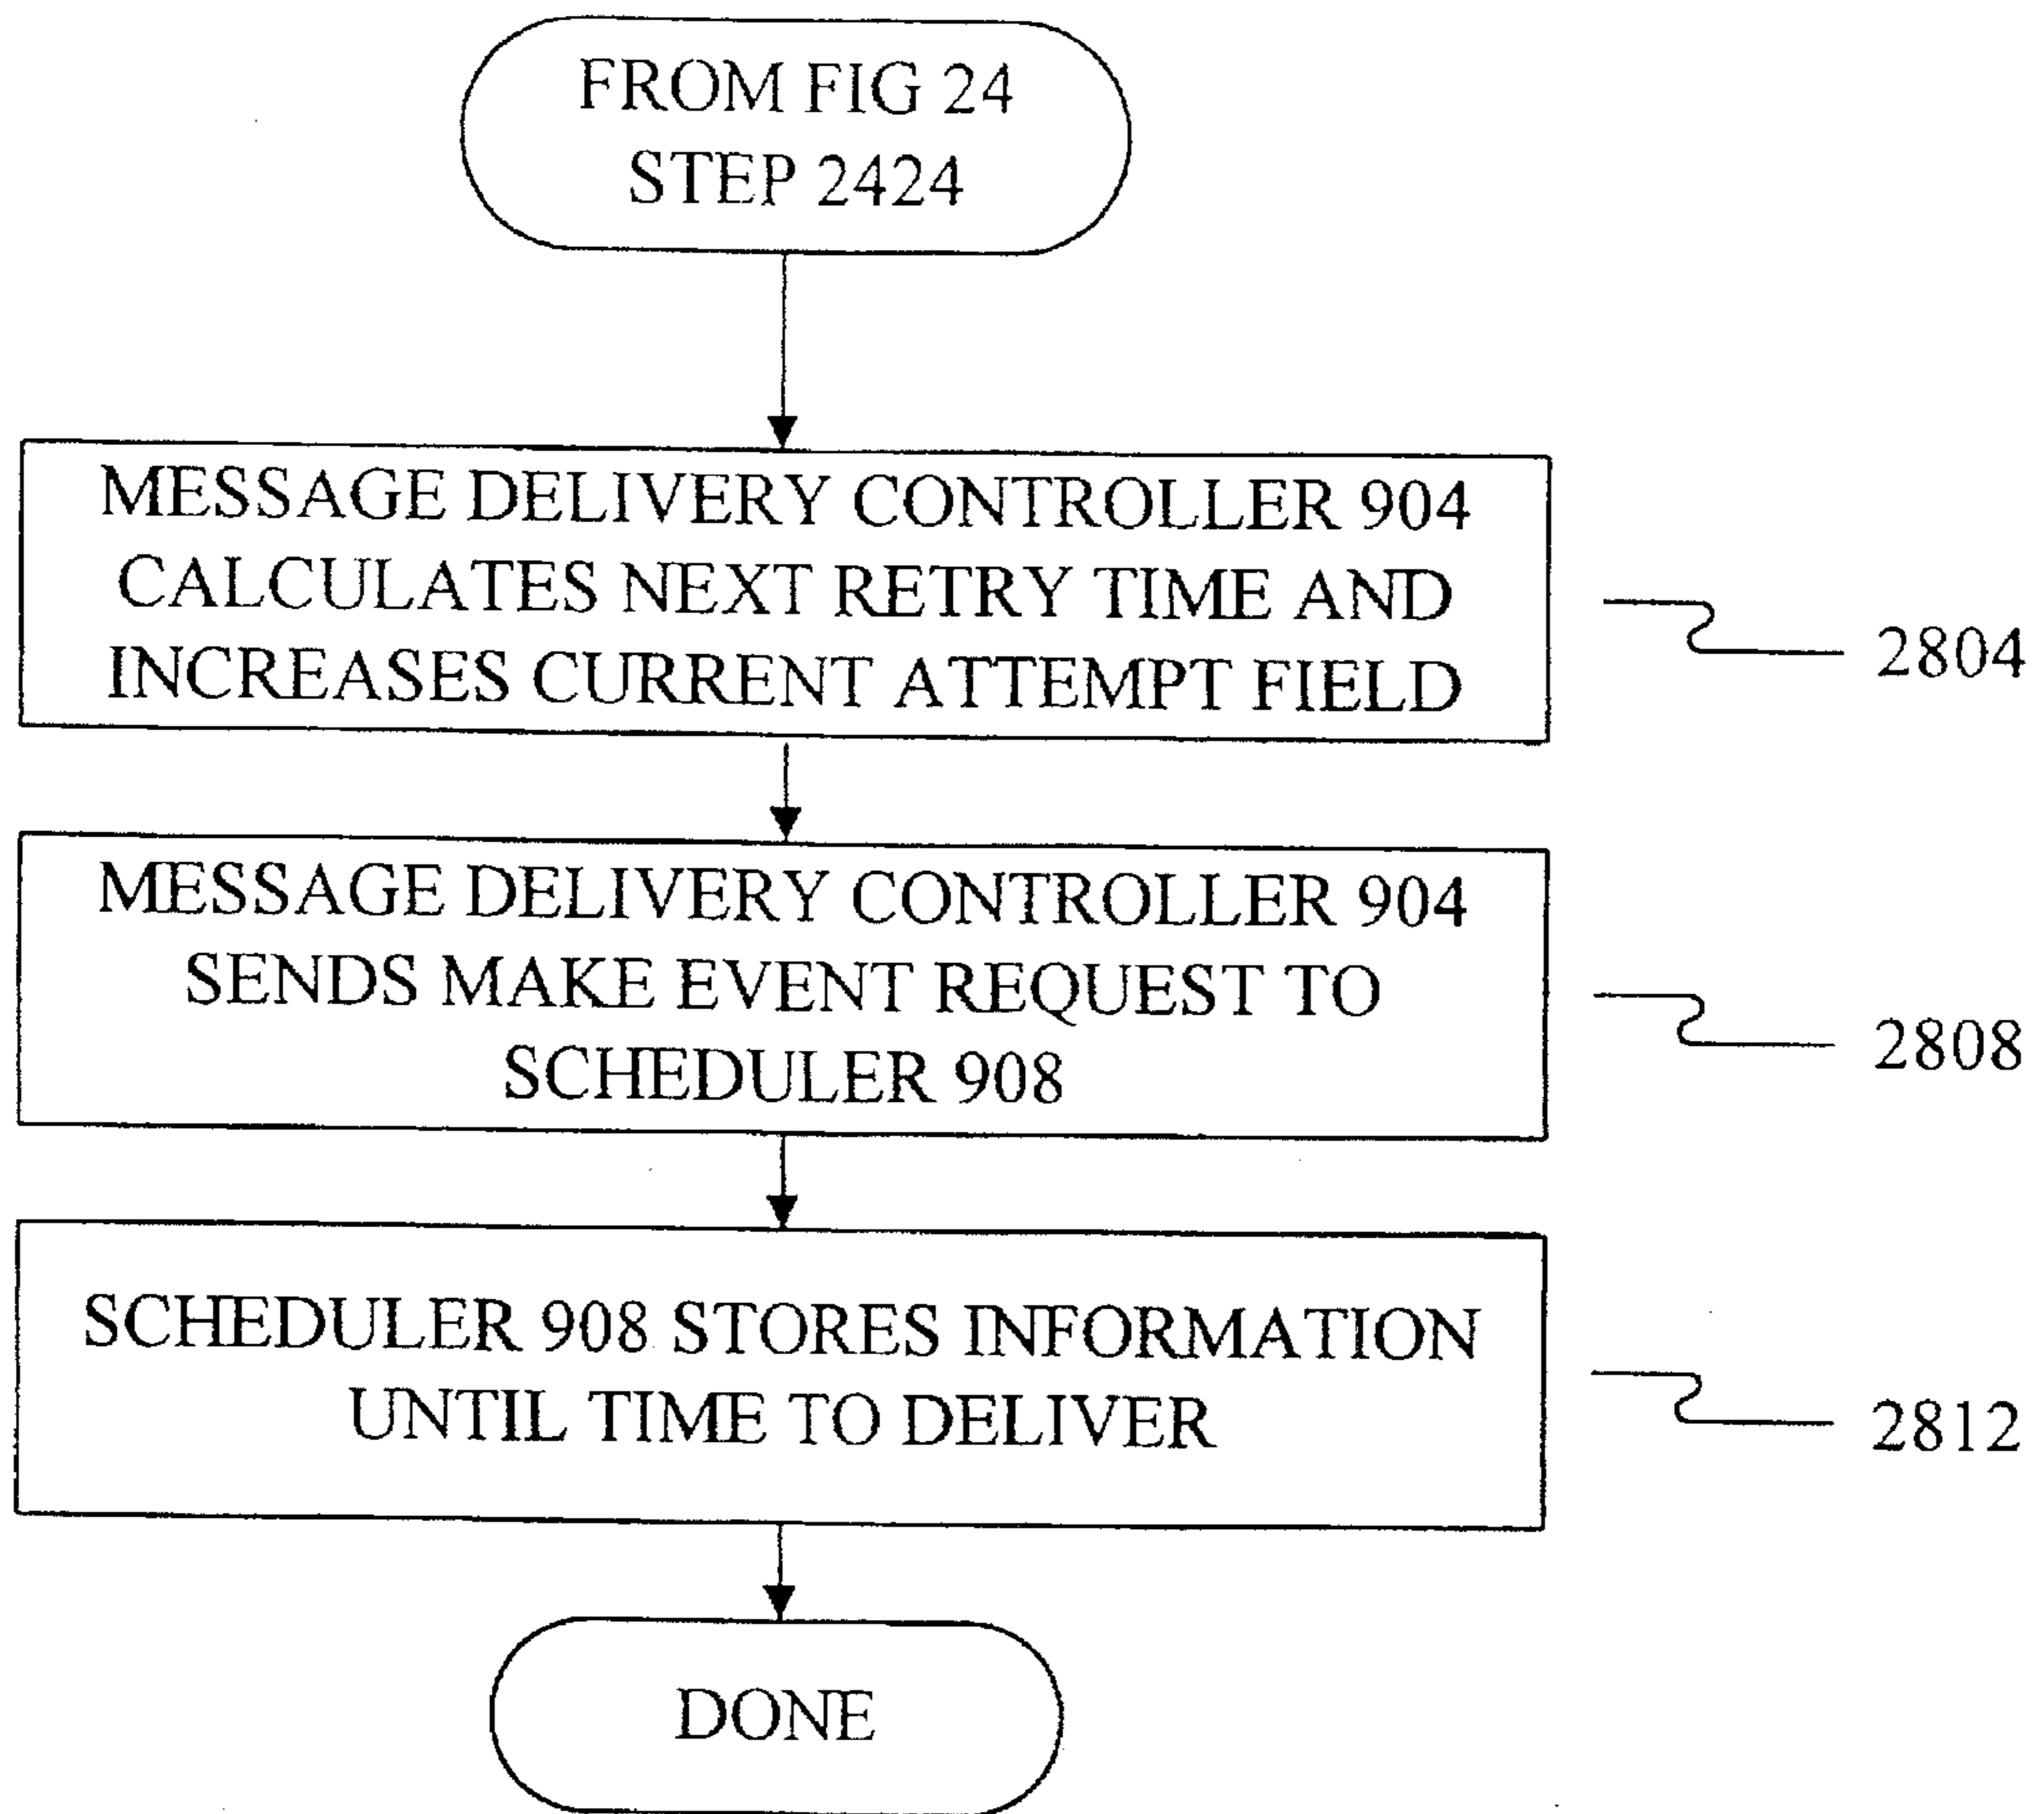 FROM FIG 24
STEP 2424
MESSAGE DELIVERY CONTROLLER 904
CALCULATES NEXT RETRY TIME AND
INCREASES CURRENT ATTEMPT FIELD
2804
MESSAGE DELIVERY CONTROLLER 904
SENDS MAKE EVENT REQUEST TO
SCHEDULER 908
2808
SCHEDULER 908 STORES INFORMATION
UNTIL TIME TO DELIVER
2812
DONE